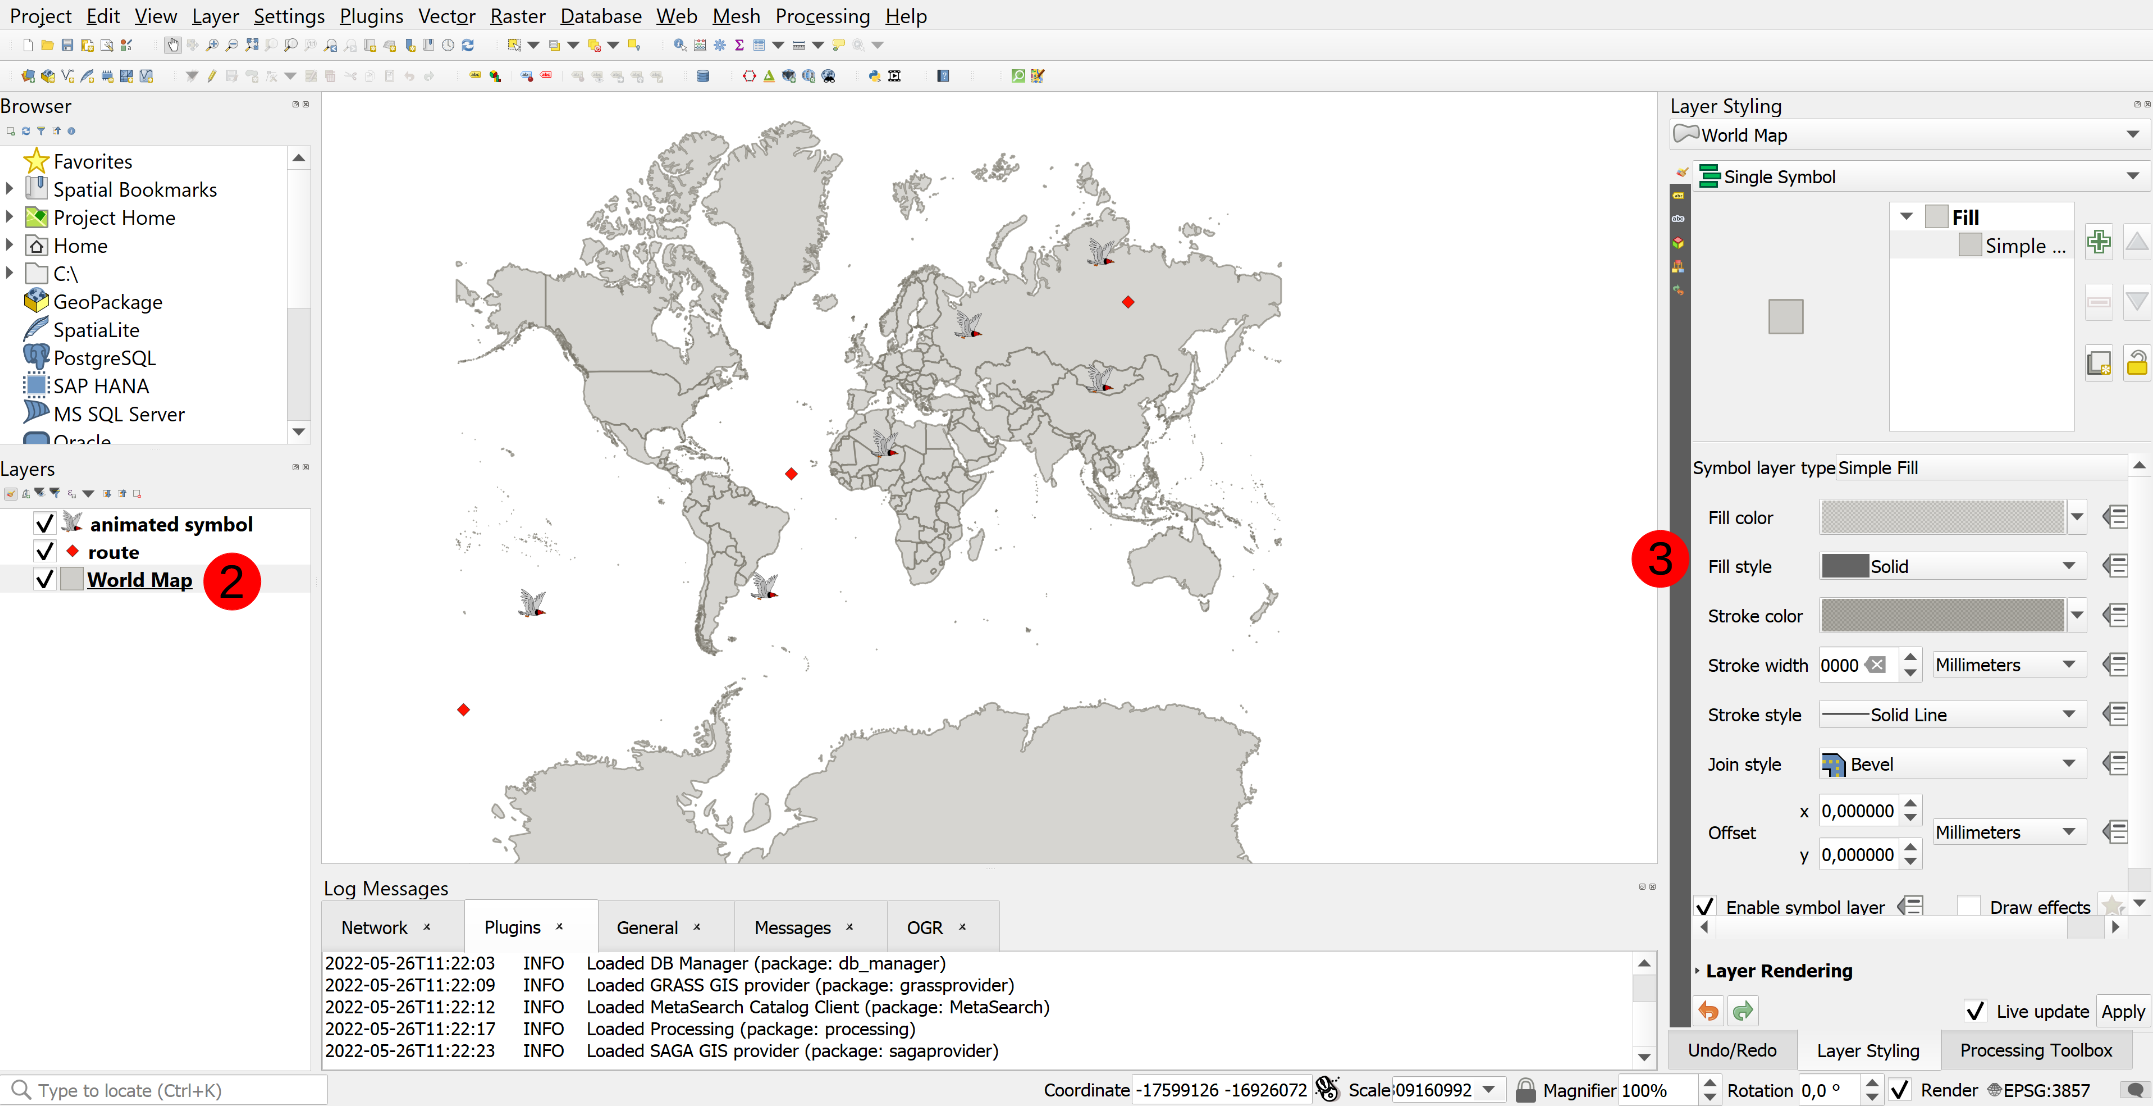 Project Edit View Layer Settings Plugins Vector Raster Database Web Mesh Processing Help
Browser
Favorites
Spatial Bookmarks
Project Home
Home
C:\
GeoPackage
SpatiaLite
PostgreSQL
SAP HANA
MS SQL Server
Oracle
Layers
animated symbol
route
World Map
2
Log Messages
Network
Plugins
General
Messages
OGR
2022-05-26T11:22:03 INFO Loaded DB Manager (package: db_manager)
2022-05-26T11:22:09 INFO Loaded GRASS GIS provider (package: grassprovider)
2022-05-26T11:22:12 INFO Loaded MetaSearch Catalog Client (package: MetaSearch)
2022-05-26T11:22:17 INFO Loaded Processing (package: processing)
2022-05-26T11:22:23 INFO Loaded SAGA GIS provider (package: sagaprovider)
Layer Styling
World Map
Single Symbol
Fill
Simple ...
Symbol layer type Simple Fill
Fill color
3
Fill style Solid
Stroke color
Stroke width 0000 Millimeters
Stroke style Solid Line
Join style Bevel
Offset x 0,000000 Millimeters
y 0,000000
Enable symbol layer Draw effects
Layer Rendering
Live update Apply
Undo/Redo Layer Styling Processing Toolbox
Type to locate (Ctrl+K)
Coordinate -17599126 -16926072 Scale 09160992 Magnifier 100% Rotation 0,0 ° Render EPSG:3857